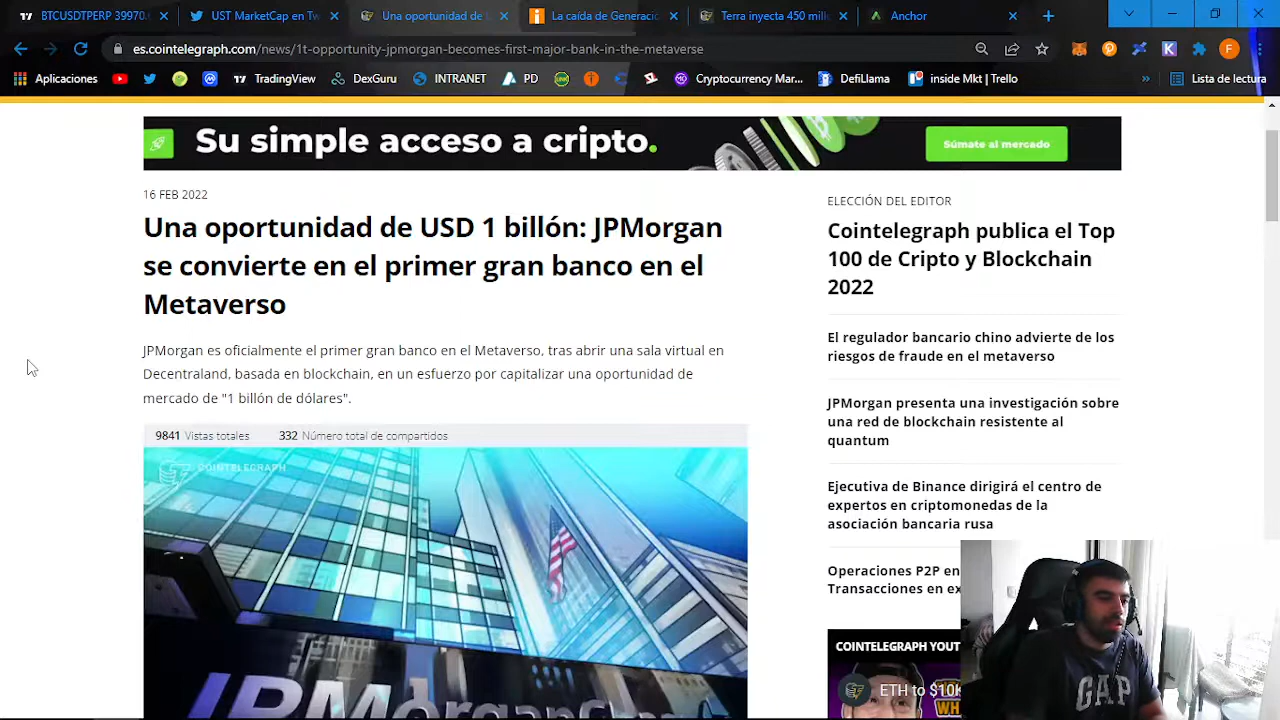 BTCUSDTPERP 39970.
UST MarketCap en Tw
Una oportunidad de U
La caída de Generació
Terra inyecta 450 mill
Anchor
es.cointelegraph.com/news/1t-opportunity-jpmorgan-becomes-first-major-bank-in-the-metaverse
Aplicaciones
TradingView
DexGuru
INTRANET
PD
Cryptocurrency Mar...
DefiLlama
inside Mkt | Trello
Lista de lectura
Su simple acceso a cripto.
Súmate al mercado
16 FEB 2022
Una oportunidad de USD 1 billón: JPMorgan
se convierte en el primer gran banco en el
Metaverso
JPMorgan es oficialmente el primer gran banco en el Metaverso, tras abrir una sala virtual en
Decentraland, basada en blockchain, en un esfuerzo por capitalizar una oportunidad de
mercado de "1 billón de dólares".
9841 Vistas totales
332 Número total de compartidos
COINTELEGRAPH
JPMorganChas
ELECCIÓN DEL EDITOR
Cointelegraph publica el Top
100 de Cripto y Blockchain
2022
El regulador bancario chino advierte de los
riesgos de fraude en el metaverso
JPMorgan presenta una investigación sobre
una red de blockchain resistente al
quantum
Ejecutiva de Binance dirigirá el centro de
expertos en criptomonedas de la
asociación bancaria rusa
Operaciones P2P en
Transacciones en ex
COINTELEGRAPH YOUT
ETH to $10K
WH
GAP